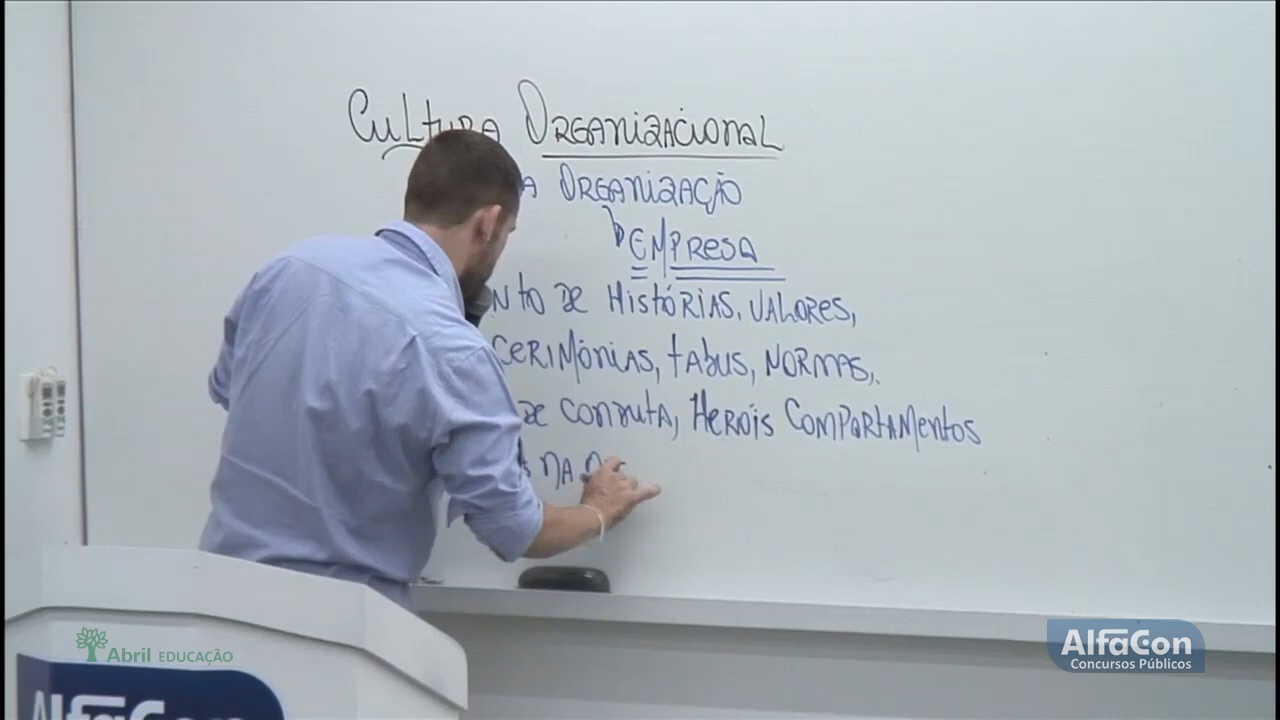 Cultura Organizacional
a Organização
Empresa
nto de Histórias, valores,
Cerimônias, tabus, normas,
de conduta, Heróis Comportamentos
na
Abril EDUCAÇÃO
AlfaCon
AlfaCon
Concursos Públicos